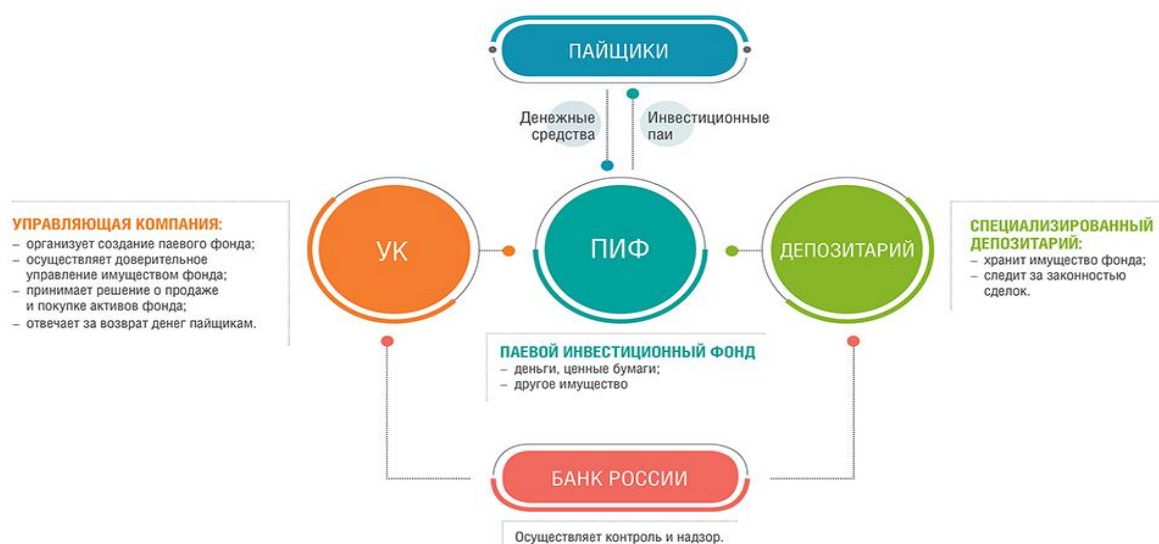 ПАЙЩИКИ
Денежные
средства
Инвестиционные
паи
УПРАВЛЯЮЩАЯ КОМПАНИЯ:
– организует создание паевого фонда;
– осуществляет доверительное
управление имуществом фонда;
– принимает решение о продаже
и покупке активов фонда;
– отвечает за возврат денег пайщикам.
УК
ПИФ
ДЕПОЗИТАРИЙ
СПЕЦИАЛИЗИРОВАННЫЙ
ДЕПОЗИТАРИЙ:
– хранит имущество фонда;
– следит за законностью
сделок.
ПАЕВОЙ ИНВЕСТИЦИОННЫЙ ФОНД
– деньги, ценные бумаги;
– другое имущество
БАНК РОССИИ
Осуществляет контроль и надзор.